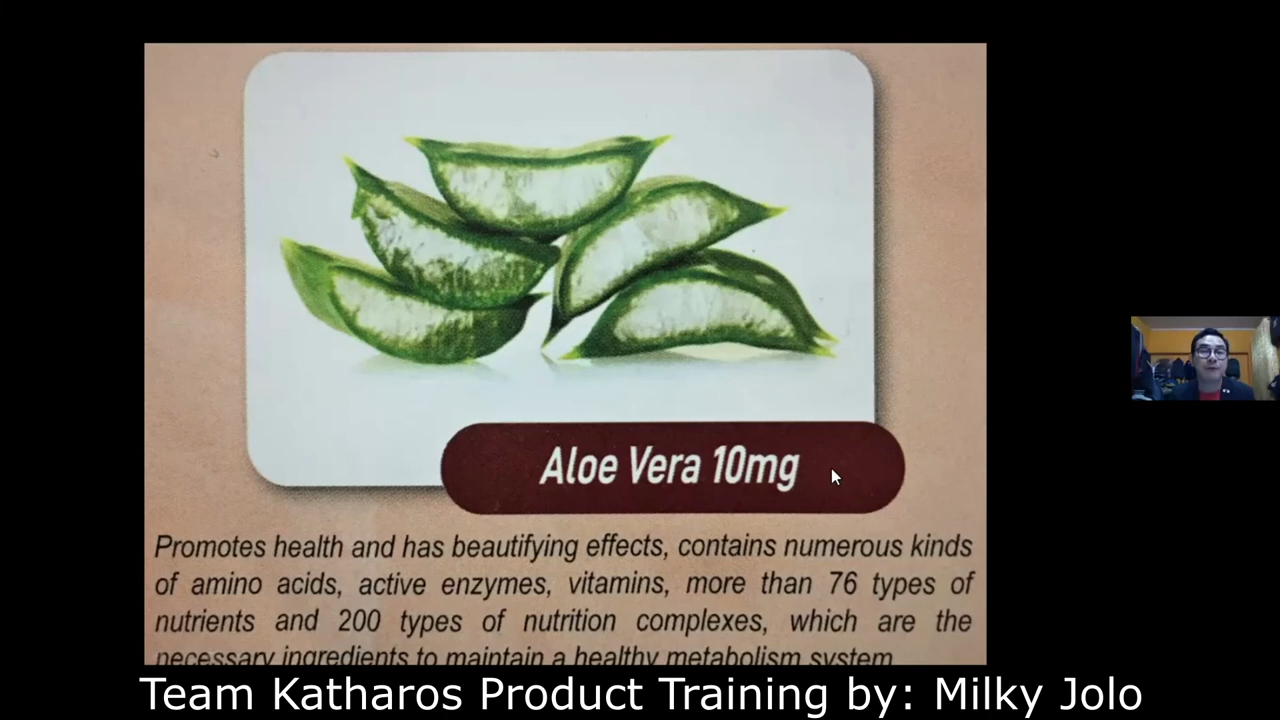 Aloe Vera 10mg
Promotes health and has beautifying effects, contains numerous kinds
of amino acids, active enzymes, vitamins, more than 76 types of
nutrients and 200 types of nutrition complexes, which are the
necessary ingredients to maintain a healthy metabolism system
Team Katharos Product Training by: Milky Jolo